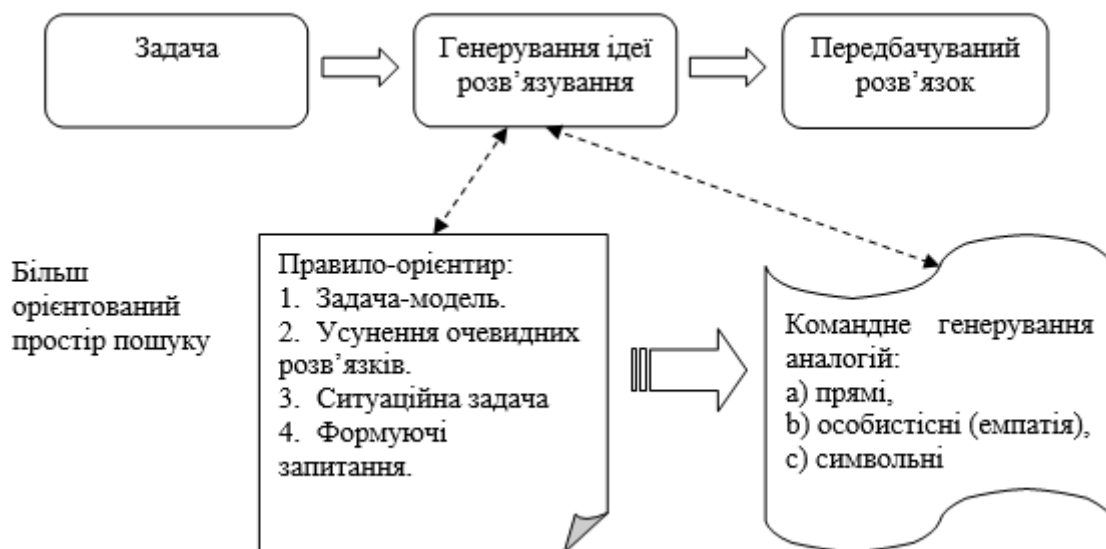 Задача
Генерування ідеї
розв’язування
Передбачуваний
розв’язок
Більш
орієнтований
простір пошуку
Правило-орієнтир:
1. Задача-модель.
2. Усунення очевидних
розв’язків.
3. Ситуаційна задача
4. Формуючі
запитання.
Командне генерування
аналогій:
a) прямі,
b) особистісні (емпатія),
c) символьні